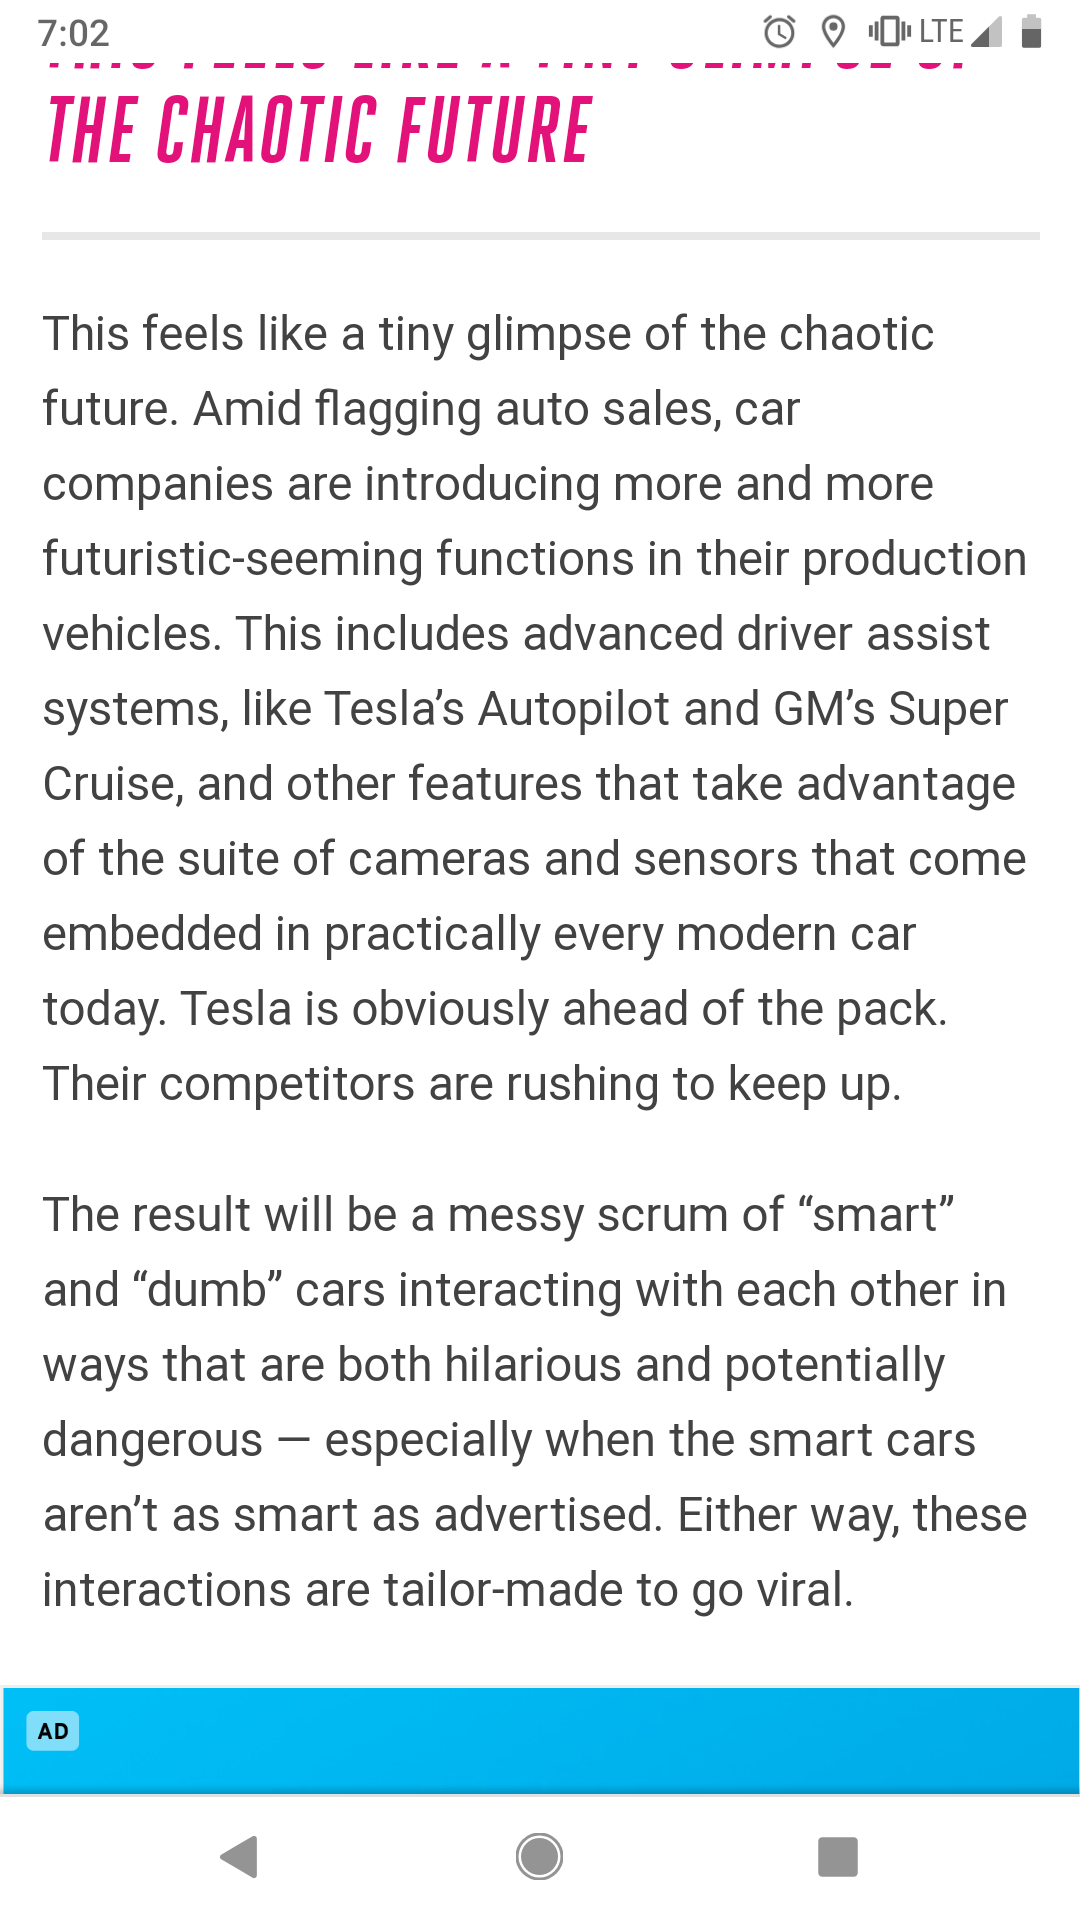 7:02
LTE
THE CHAOTIC FUTURE
This feels like a tiny glimpse of the chaotic
future. Amid flagging auto sales, car
companies are introducing more and more
futuristic-seeming functions in their production
vehicles. This includes advanced driver assist
systems, like Tesla’s Autopilot and GM’s Super
Cruise, and other features that take advantage
of the suite of cameras and sensors that come
embedded in practically every modern car
today. Tesla is obviously ahead of the pack.
Their competitors are rushing to keep up.
The result will be a messy scrum of “smart”
and “dumb” cars interacting with each other in
ways that are both hilarious and potentially
dangerous — especially when the smart cars
aren’t as smart as advertised. Either way, these
interactions are tailor-made to go viral.
AD